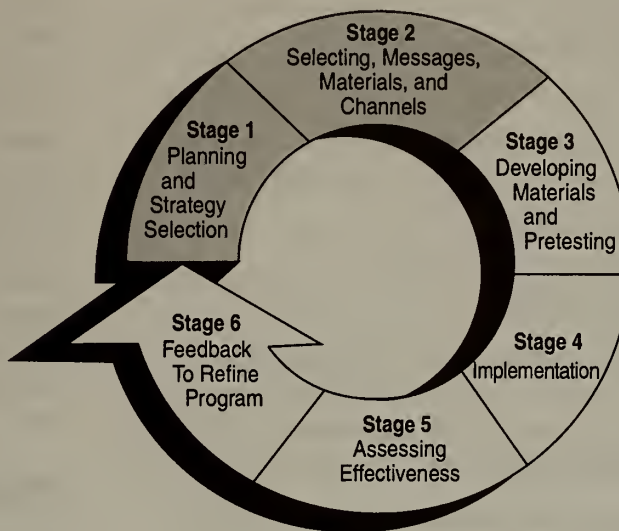 Stage 1
Planning
and
Strategy
Selection
Stage 2
Selecting, Messages,
Materials, and
Channels
Stage 3
Developing
Materials
and
Pretesting
Stage 4
Implementation
Stage 5
Assessing
Effectiveness
Stage 6
Feedback
To Refine
Program